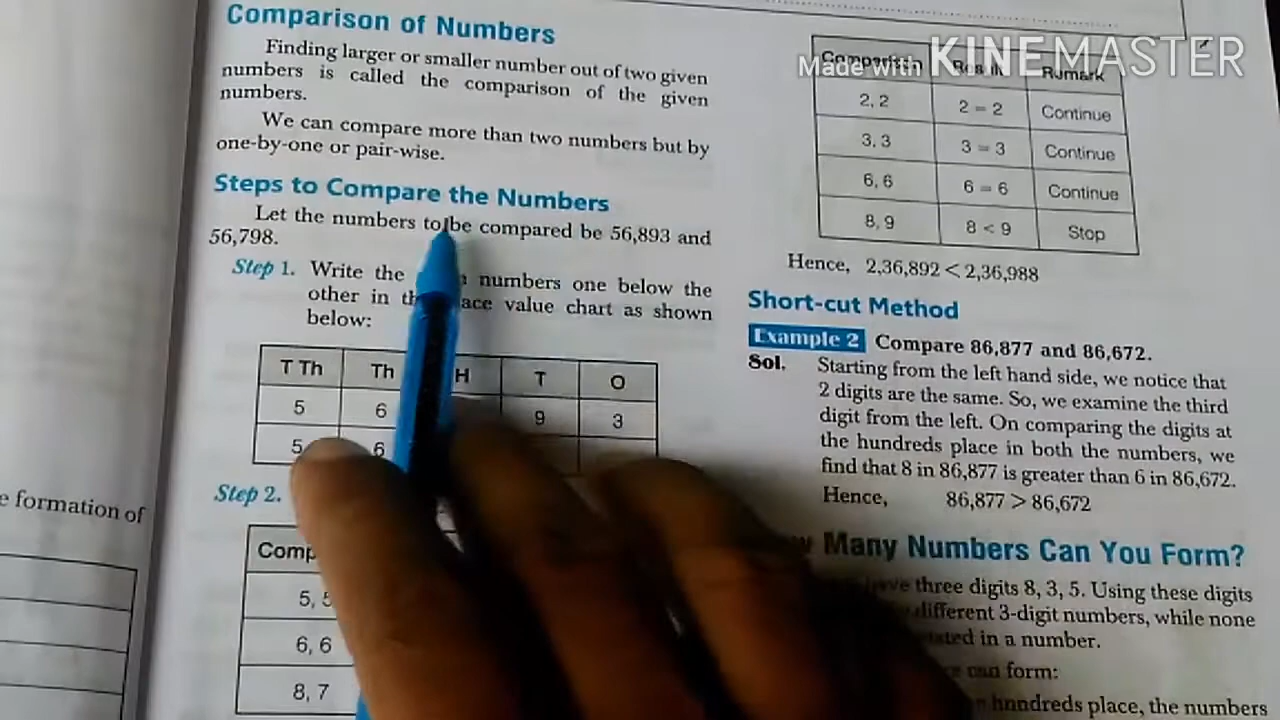 Comparison of Numbers
Finding larger or smaller number out of two given
numbers is called the comparison of the given
numbers.
We can compare more than two numbers but by
one-by-one or pair-wise.
Steps to Compare the Numbers
Let the numbers to be compared be 56,893 and
56,798.
Step 1. Write the numbers one below the
other in value chart as shown
below:
T Th Th H T O
5 6 9 3
5 6
Step 2.
5, 5
6, 6
8, 7
e formation of
Made with KINEMASTER
Comparison Result Remark
2, 2 2 = 2 Continue
3, 3 3 = 3 Continue
6, 6 6 = 6 Continue
8, 9 8 < 9 Stop
Hence, 2,36,892 < 2,36,988
Short-cut Method
Example 2 Compare 86,877 and 86,672.
Sol. Starting from the left hand side, we notice that
2 digits are the same. So, we examine the third
digit from the left. On comparing the digits at
the hundreds place in both the numbers, we
find that 8 in 86,877 is greater than 6 in 86,672.
Hence, 86,877 > 86,672
Many Numbers Can You Form?
have three digits 8, 3, 5. Using these digits
different 3-digit numbers, while none
in a number.
can form:
hundreds place, the numbers